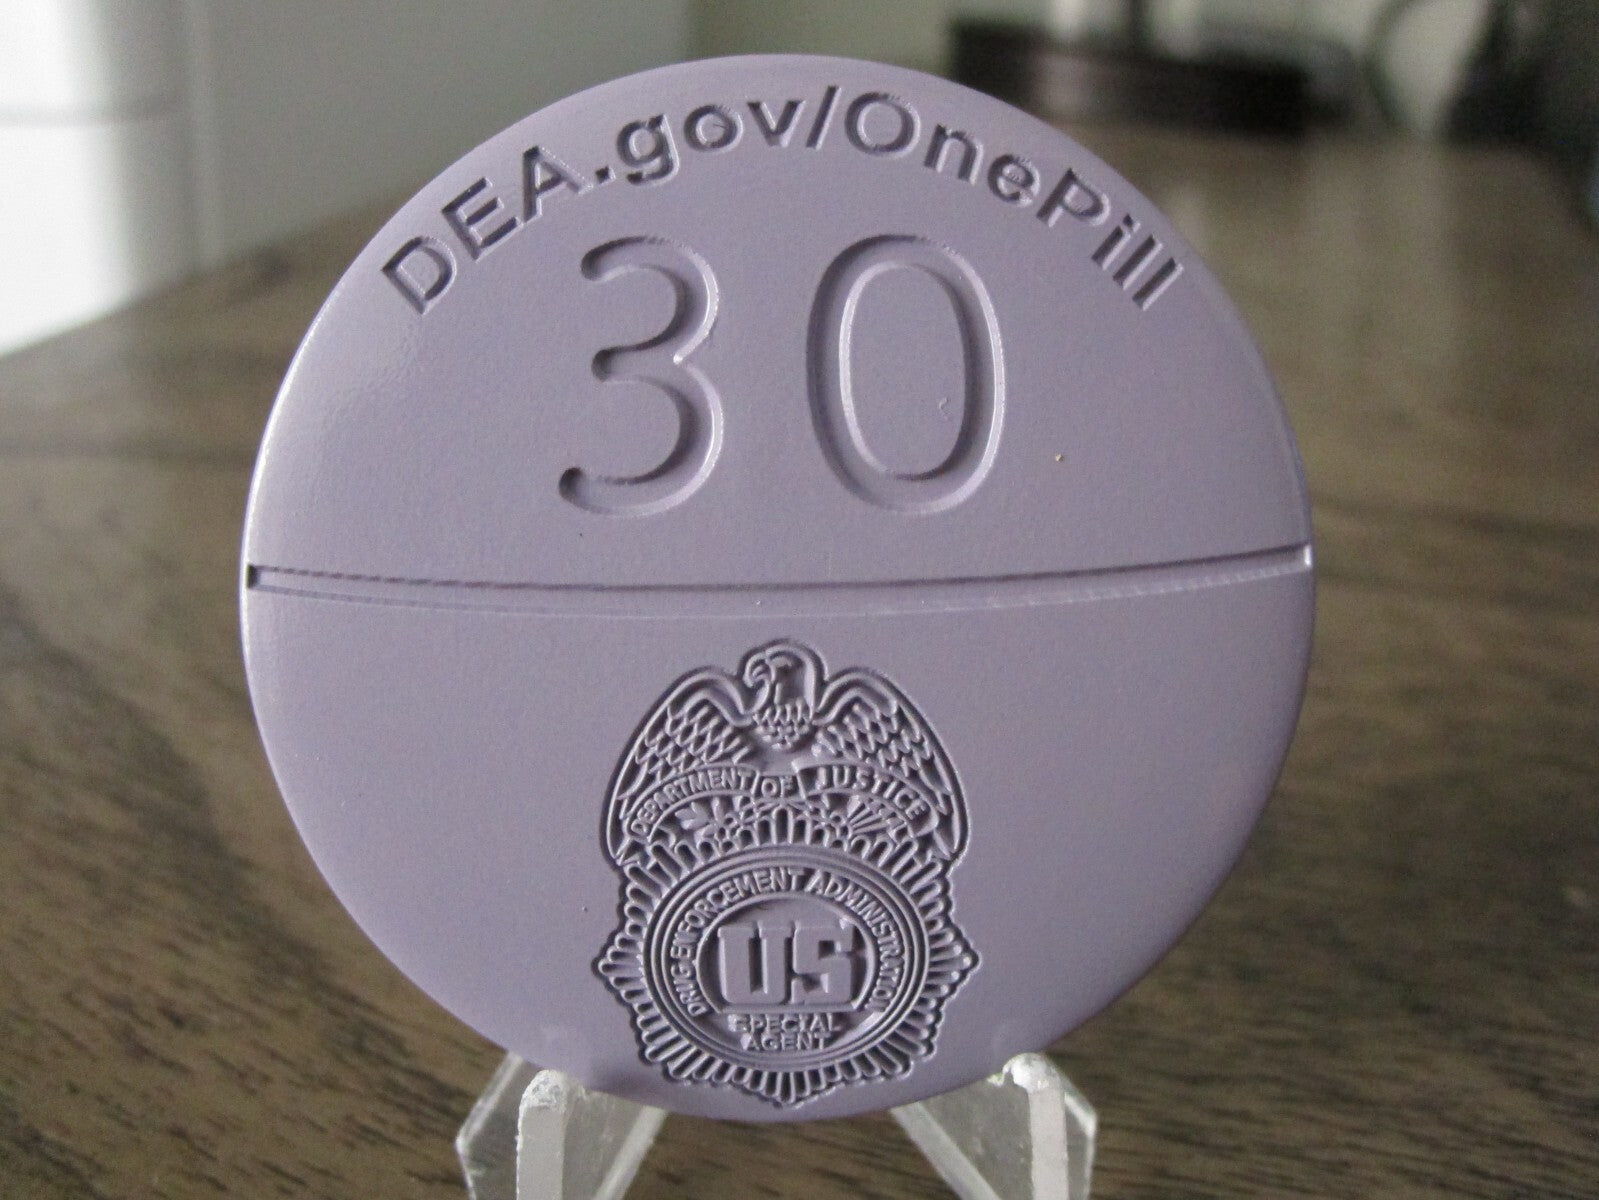 DEA.gov/OnePill
30
DEPARTMENT OF JUSTICE
DRUG ENFORCEMENT ADMINISTRATION
US
SPECIAL
AGENT